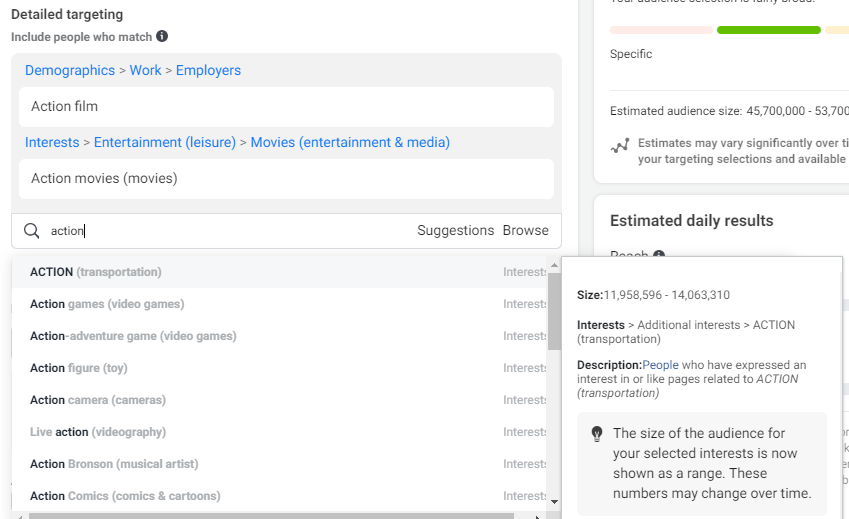 Detailed targeting
Include people who match
Demographics > Work > Employers
Action film
Interests > Entertainment (leisure) > Movies (entertainment & media)
Action movies (movies)
action
Suggestions Browse
ACTION (transportation) Interests
Action games (video games) Interests
Action-adventure game (video games) Interests
Action figure (toy) Interests
Action camera (cameras) Interests
Live action (videography) Interests
Action Bronson (musical artist) Interests
Action Comics (comics & cartoons) Interests
Your audience selection is fairly broad.
Specific
Estimated audience size: 45,700,000 - 53,700
Estimates may vary significantly over
your targeting selections and available
Estimated daily results
Reach
Size:11,958,596 - 14,063,310
Interests > Additional interests > ACTION
(transportation)
Description:People who have expressed an
interest in or like pages related to ACTION
(transportation)
The size of the audience for
your selected interests is now
shown as a range. These
numbers may change over time.